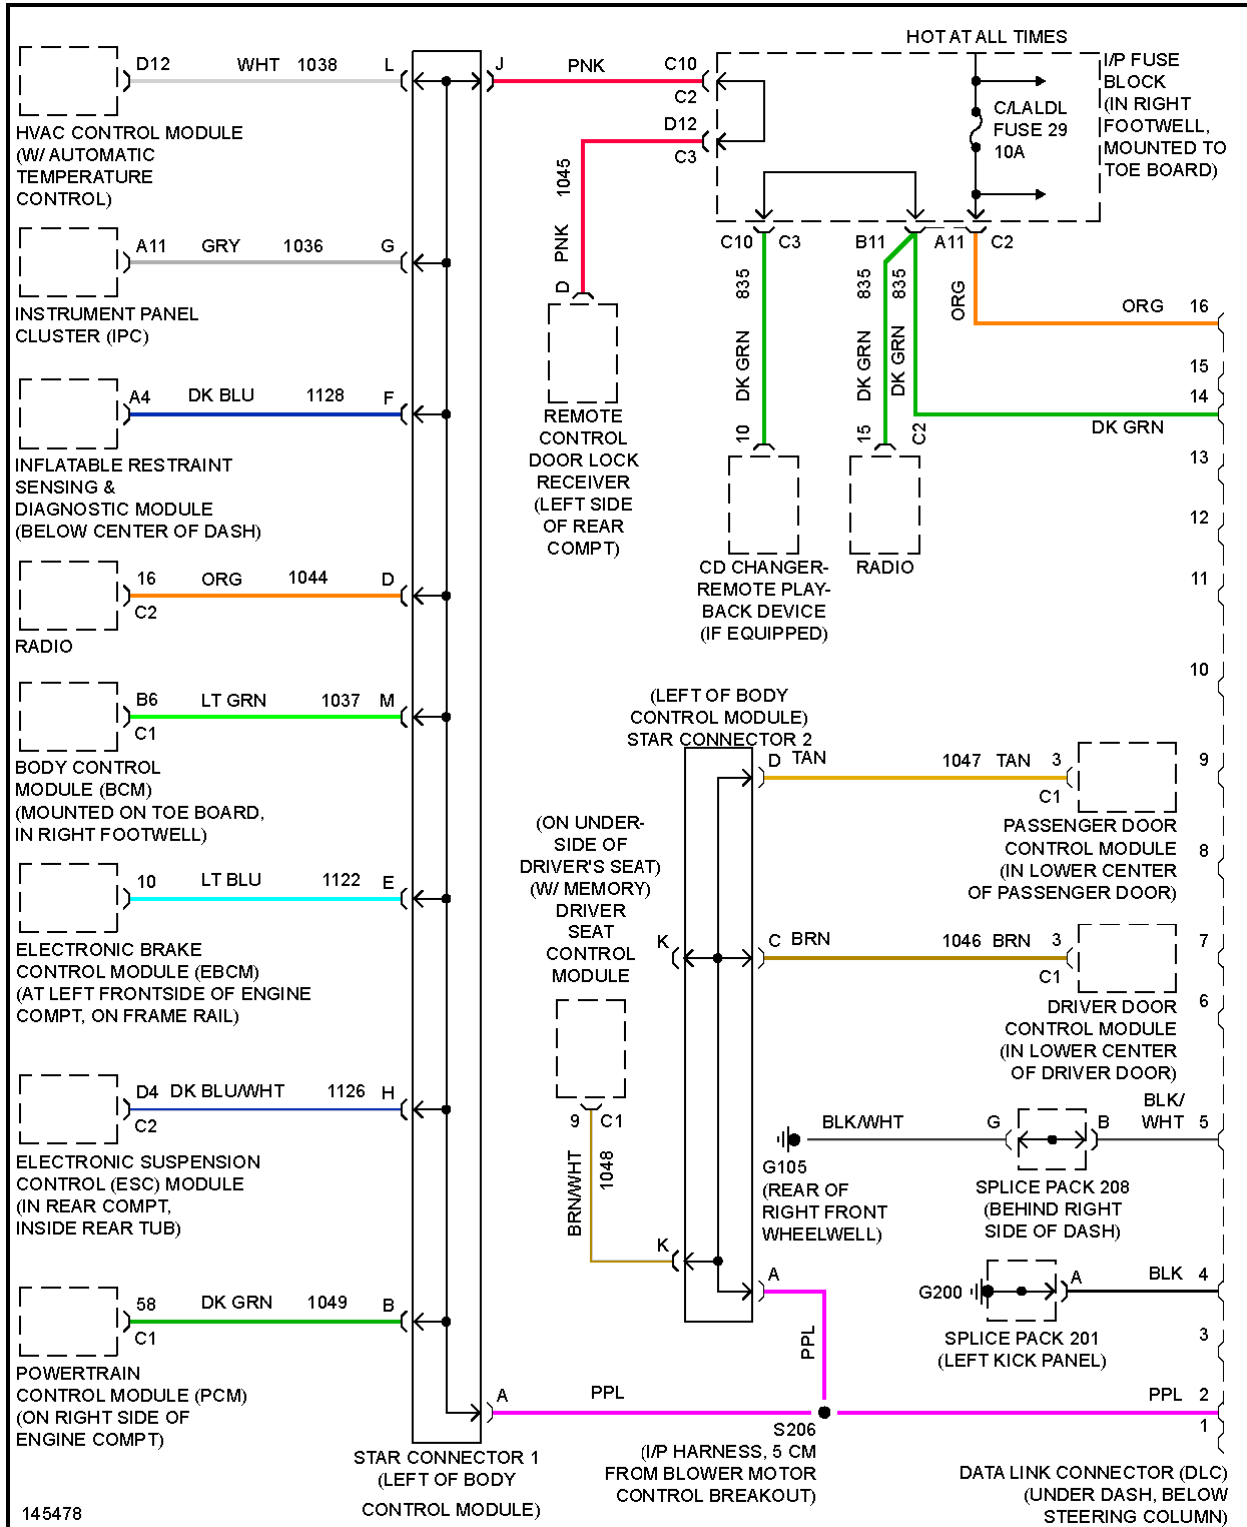 HOT AT ALL TIMES
I/P FUSE
BLOCK
(IN RIGHT
FOOTWELL,
MOUNTED TO
TOE BOARD)
C/LALDL
FUSE 29
10A
D12 WHT 1038 L
HVAC CONTROL MODULE
(W/ AUTOMATIC
TEMPERATURE
CONTROL)
A11 GRY 1036 G
INSTRUMENT PANEL
CLUSTER (IPC)
A4 DK BLU 1128 F
INFLATABLE RESTRAINT
SENSING &
DIAGNOSTIC MODULE
(BELOW CENTER OF DASH)
16 ORG 1044 D
C2
RADIO
B6 LT GRN 1037 M
C1
BODY CONTROL
MODULE (BCM)
(MOUNTED ON TOE BOARD,
IN RIGHT FOOTWELL)
10 LT BLU 1122 E
ELECTRONIC BRAKE
CONTROL MODULE (EBCM)
(AT LEFT FRONTSIDE OF ENGINE
COMPT, ON FRAME RAIL)
D4 DK BLU/WHT 1126 H
C2
ELECTRONIC SUSPENSION
CONTROL (ESC) MODULE
(IN REAR COMPT,
INSIDE REAR TUB)
58 DK GRN 1049 B
C1
POWERTRAIN
CONTROL MODULE (PCM)
(ON RIGHT SIDE OF
ENGINE COMPT)
145478
J PNK C10
C2
D12
C3
1045
PNK
D
REMOTE
CONTROL
DOOR LOCK
RECEIVER
(LEFT SIDE
OF REAR
COMPT)
C10 C3 B11 A11 C2
835
DK GRN
10
CD CHANGER-
REMOTE PLAY-
BACK DEVICE
(IF EQUIPPED)
835
DK GRN
15
835
DK GRN
C2
RADIO
ORG
ORG 16
15
14
DK GRN
13
12
11
10
9
8
7
6
(LEFT OF BODY
CONTROL MODULE)
STAR CONNECTOR 2
D TAN 1047 TAN 3
C1
PASSENGER DOOR
CONTROL MODULE
(IN LOWER CENTER
OF PASSENGER DOOR)
(ON UNDER-
SIDE OF
DRIVER'S SEAT)
(W/ MEMORY)
DRIVER
SEAT
CONTROL
MODULE
K
C BRN 1046 BRN 3
C1
DRIVER DOOR
CONTROL MODULE
(IN LOWER CENTER
OF DRIVER DOOR)
9 C1
BRN/WHT
1048
K
BLK/WHT G B BLK/
WHT 5
G105
(REAR OF
RIGHT FRONT
WHEELWELL)
SPLICE PACK 208
(BEHIND RIGHT
SIDE OF DASH)
A
G200 A BLK 4
SPLICE PACK 201
(LEFT KICK PANEL)
3
PPL
A PPL
PPL 2
1
S206
(I/P HARNESS, 5 CM
FROM BLOWER MOTOR
CONTROL BREAKOUT)
STAR CONNECTOR 1
(LEFT OF BODY
CONTROL MODULE)
DATA LINK CONNECTOR (DLC)
(UNDER DASH, BELOW
STEERING COLUMN)